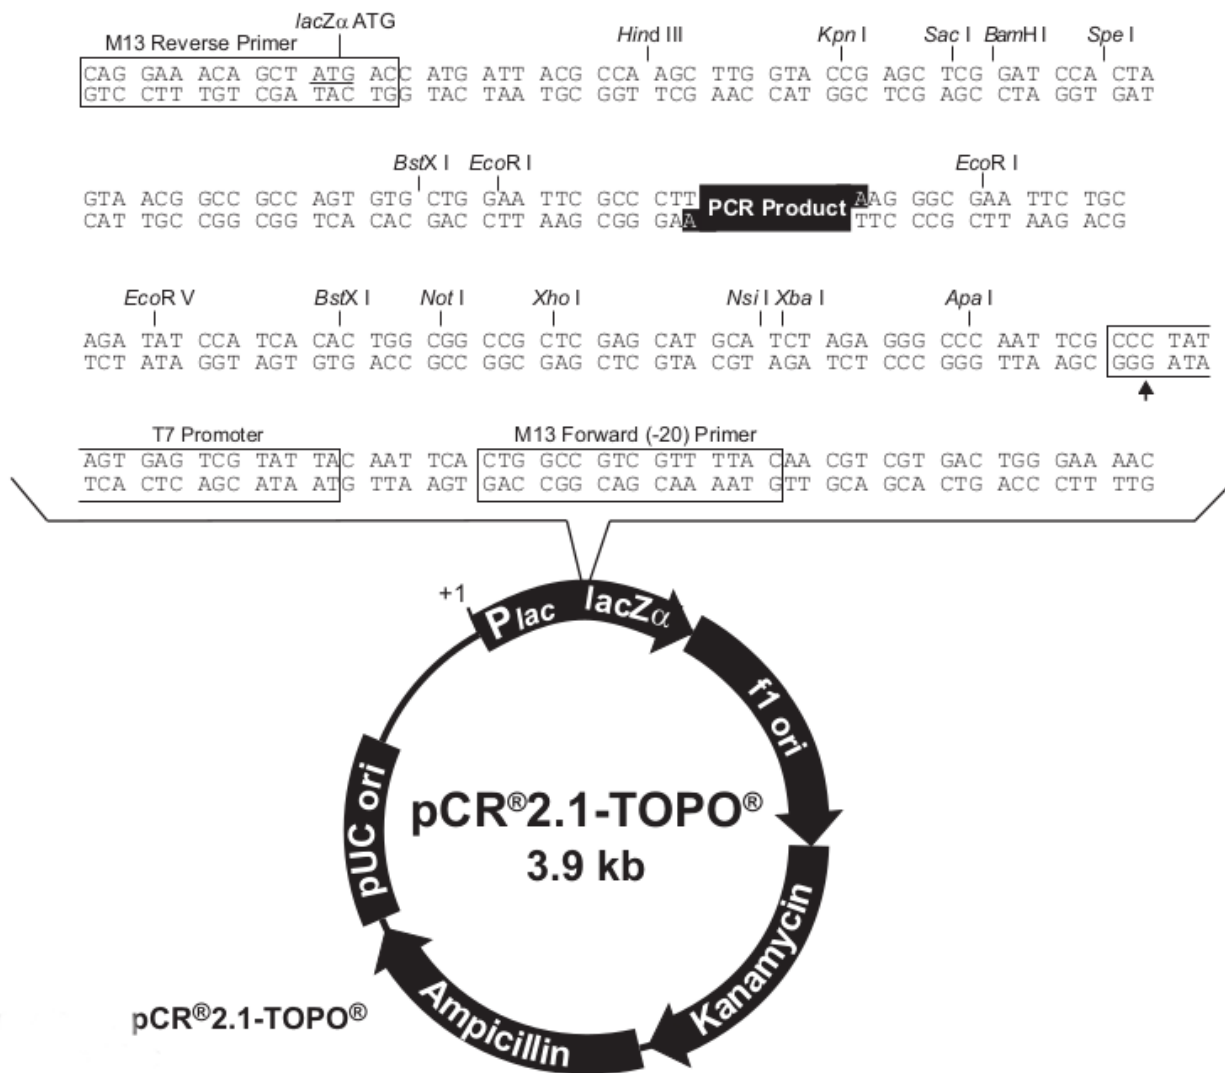 lacZα ATG
M13 Reverse Primer
Hind III Kpn I Sac I BamH I Spe I
CAG GAA ACA GCT ATG ACC ATG ATT ACG CCA AGC TTG GTA CCG AGC TCG GAT CCA CTA
GTC CTT TGT CGA TAC TGG TAC TAA TGC GGT TCG AAC CAT GGC TCG AGC CTA GGT GAT
BstX I EcoR I EcoR I
GTA ACG GCC GCC AGT GTG CTG GAA TTC GCC CTT PCR Product AAG GGC GAA TTC TGC
CAT TGC CGG CGG TCA CAC GAC CTT AAG CGG GAA TTC CCG CTT AAG ACG
EcoR V BstX I Not I Xho I Nsi I Xba I Apa I
AGA TAT CCA TCA CAC TGG CGG CCG CTC GAG CAT GCA TCT AGA GGG CCC AAT TCG CCC TAT
TCT ATA GGT AGT GTG ACC GCC GGC GAG CTC GTA CGT AGA TCT CCC GGG TTA AGC GGG ATA
T7 Promoter M13 Forward (-20) Primer
AGT GAG TCG TAT TAC AAT TCA CTG GCC GTC GTT TTA CAA CGT CGT GAC TGG GAA AAC
TCA CTC AGC ATA ATG TTA AGT GAC CGG CAG CAA AAT GTT GCA GCA CTG ACC CTT TTG
+1
Plac lacZα
f1 ori
Kanamycin
Ampicillin
pUC ori
pCR®2.1-TOPO®
3.9 kb
pCR®2.1-TOPO®